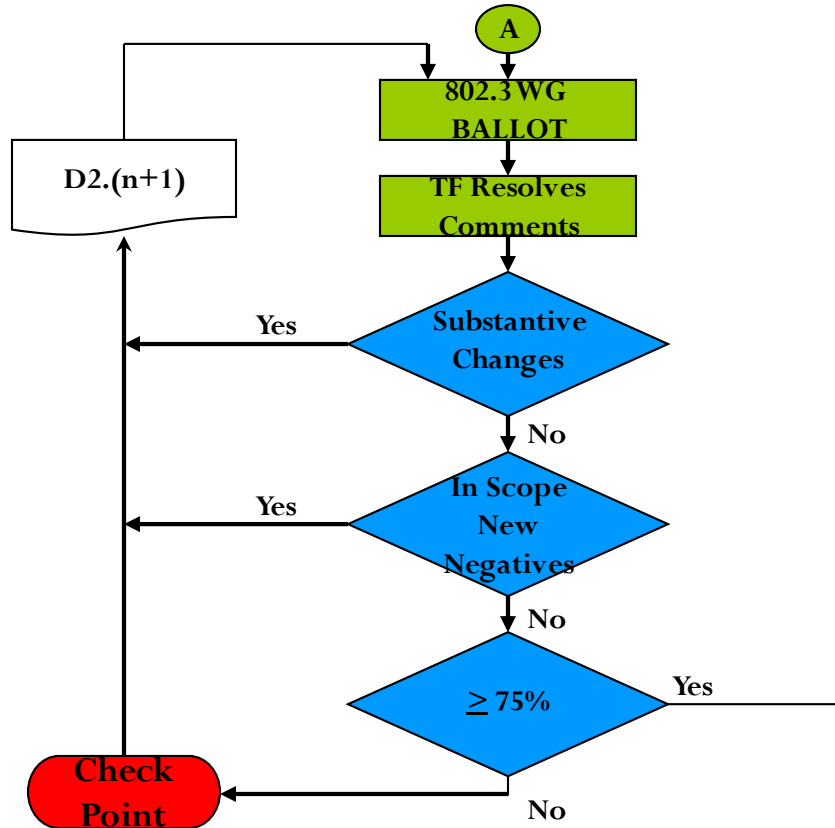 A
802.3 WG
BALLOT
D2.(n+1)
TF Resolves
Comments
Substantive
Changes
Yes
No
In Scope
New
Negatives
Yes
No
≥ 75%
Yes
Check
Point
No